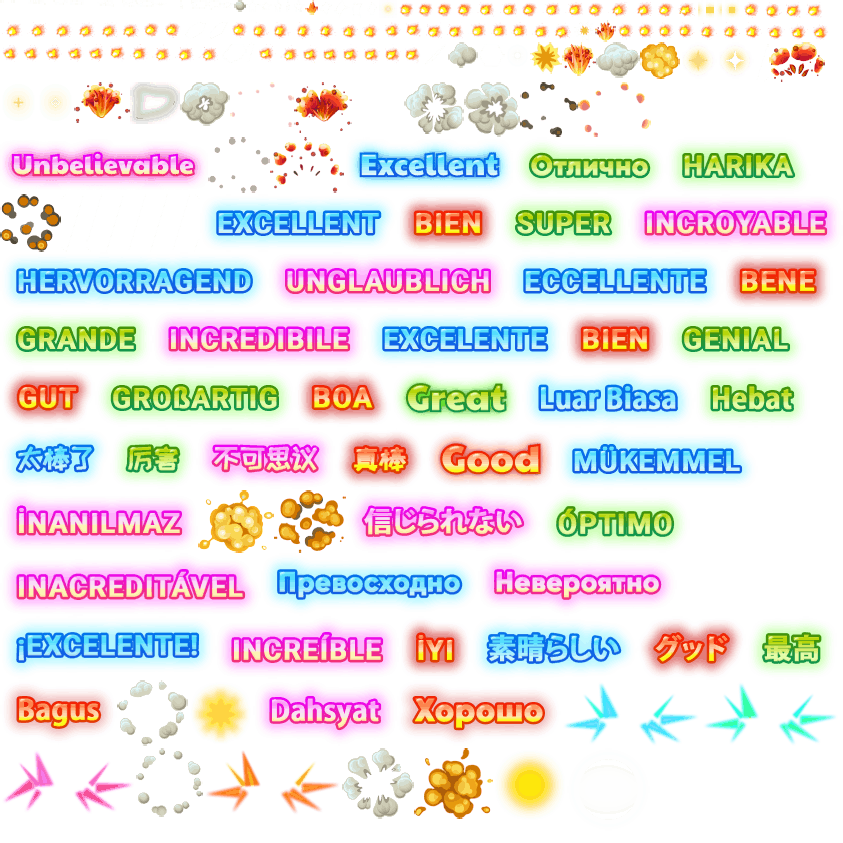 Unbelievable Excellent Отлично HARIKA
EXCELLENT BIEN SUPER INCROYABLE
HERVORRAGEND UNGLAUBLICH ECCELLENTE BENE
GRANDE INCREDIBILE EXCELENTE BIEN GENIAL
GUT GROßARTIG BOA Great Luar Biasa Hebat
太棒了 厉害 不可思议 真棒 Good MÜKEMMEL
İNANILMAZ 信じられない ÓPTIMO
INACREDITÁVEL Превосходно Невероятно
¡EXCELENTE! INCREÍBLE İYI 素晴らしい グッド 最高
Bagus Dahsyat Хорошо